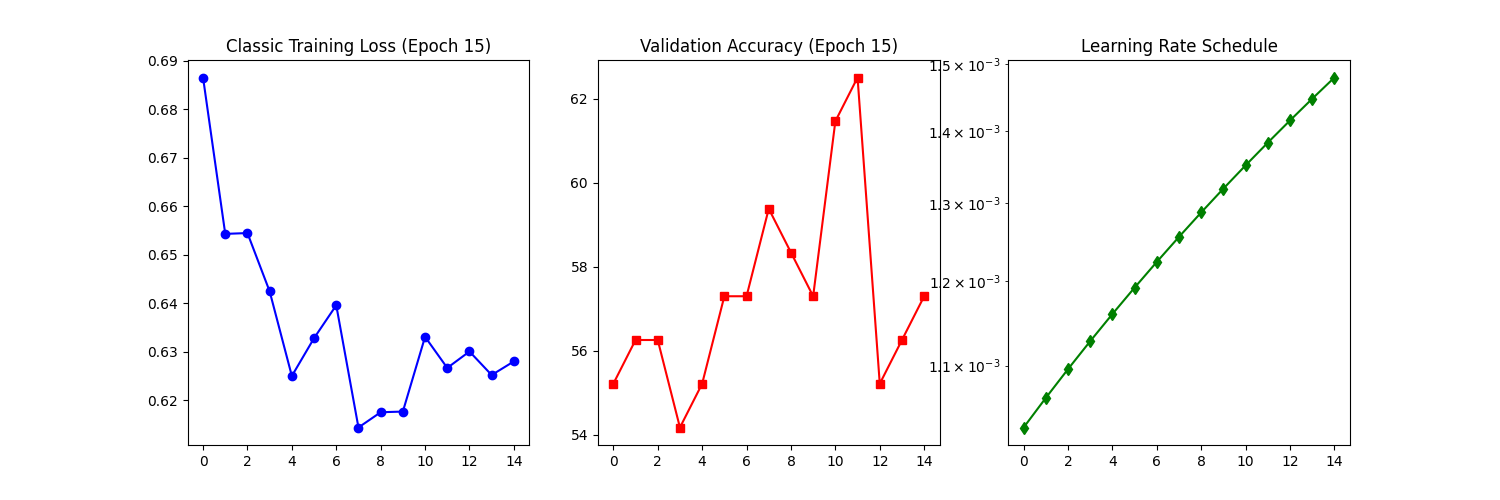 Classic Training Loss (Epoch 15)
0.69
0.68
0.67
0.66
0.65
0.64
0.63
0.62
0 2 4 6 8 10 12 14
Validation Accuracy (Epoch 15)
62
60
58
56
54
0 2 4 6 8 10 12 14
Learning Rate Schedule
1.5 × 10⁻³
1.4 × 10⁻³
1.3 × 10⁻³
1.2 × 10⁻³
1.1 × 10⁻³
0 2 4 6 8 10 12 14